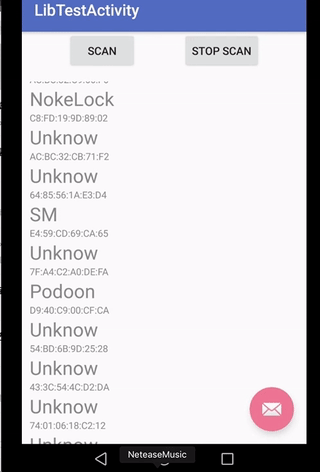 LibTestActivity
SCAN
STOP SCAN
NokeLock
C8:FD:19:9D:89:02
Unknow
AC:BC:32:CB:71:F2
Unknow
64:85:56:1A:E3:D4
SM
E4:59:CD:69:CA:65
Unknow
7F:A4:C2:A0:DE:FA
Podoon
D9:40:C9:00:CF:CA
Unknow
54:BD:6B:9D:25:28
Unknow
43:3C:54:4C:D2:DA
Unknow
74:01:06:18:C2:12
Unknow
NeteaseMusic